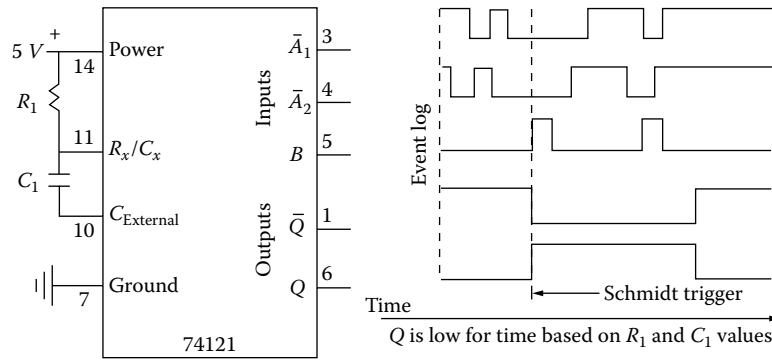 +
5 V
14
Power
R₁
11
Rₓ/Cₓ
C₁
10
C_External
7
Ground
Inputs
Outputs
Ā₁
3
Ā₂
4
B
5
Q̄
1
Q
6
74121
Event log
Schmidt trigger
Time
Q is low for time based on R₁ and C₁ values